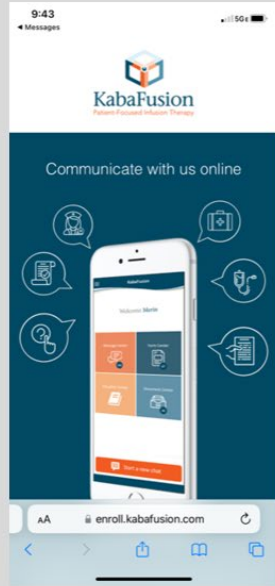 9:43
5GE
Messages
KabaFusion
Patient-Focused Infusion Therapy
Communicate with us online
KabaFusion
Welcome
Start a new chat
AA
enroll.kabafusion.com